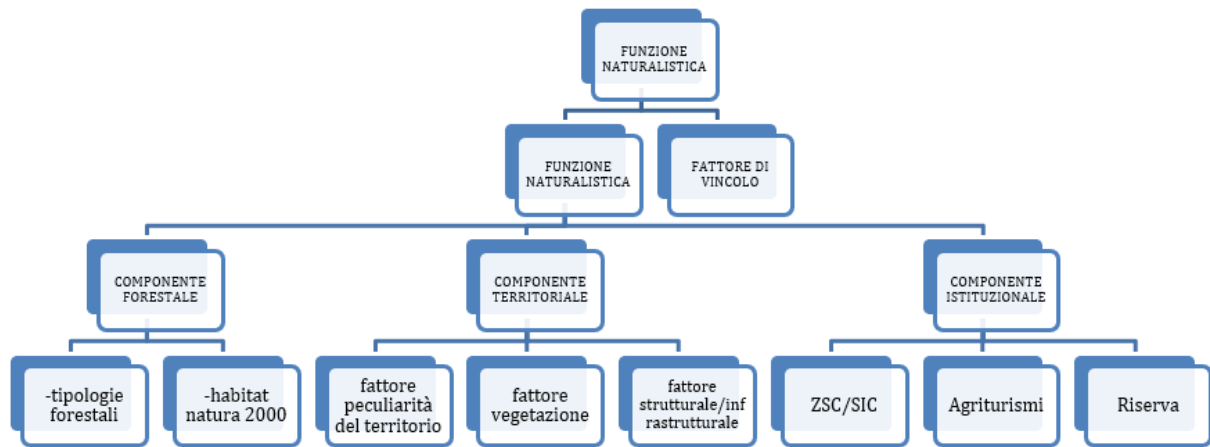 FUNZIONE
NATURALISTICA
FUNZIONE
NATURALISTICA
FATTORE DI
VINCOLO
COMPONENTE
FORESTALE
COMPONENTE
TERRITORIALE
COMPONENTE
ISTITUZIONALE
-tipologie
forestali
-habitat
natura 2000
fattore
peculiarità
del territorio
fattore
vegetazione
fattore
strutturale/inf
rastrutturale
ZSC/SIC
Agriturismi
Riserva